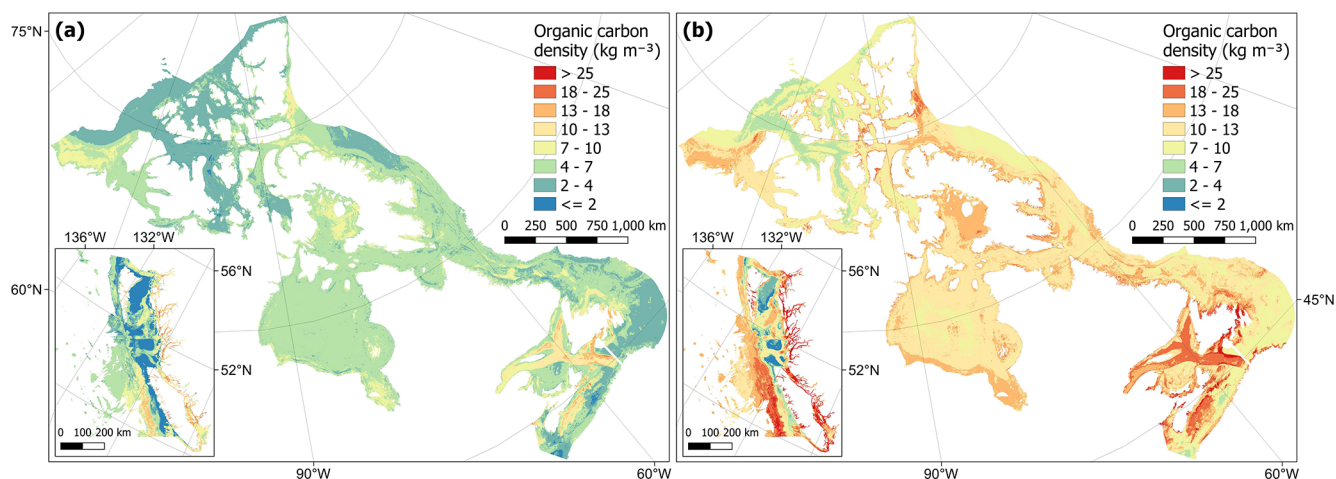 (a)
Organic carbon
density (kg m⁻³)
> 25
18 - 25
13 - 18
10 - 13
7 - 10
4 - 7
2 - 4
<= 2
0 250 500 750 1,000 km
75°N
60°N
136°W 132°W
56°N
52°N
0 100 200 km
90°W
60°W
(b)
Organic carbon
density (kg m⁻³)
> 25
18 - 25
13 - 18
10 - 13
7 - 10
4 - 7
2 - 4
<= 2
0 250 500 750 1,000 km
136°W 132°W
56°N
52°N
45°N
0 100 200 km
90°W
60°W